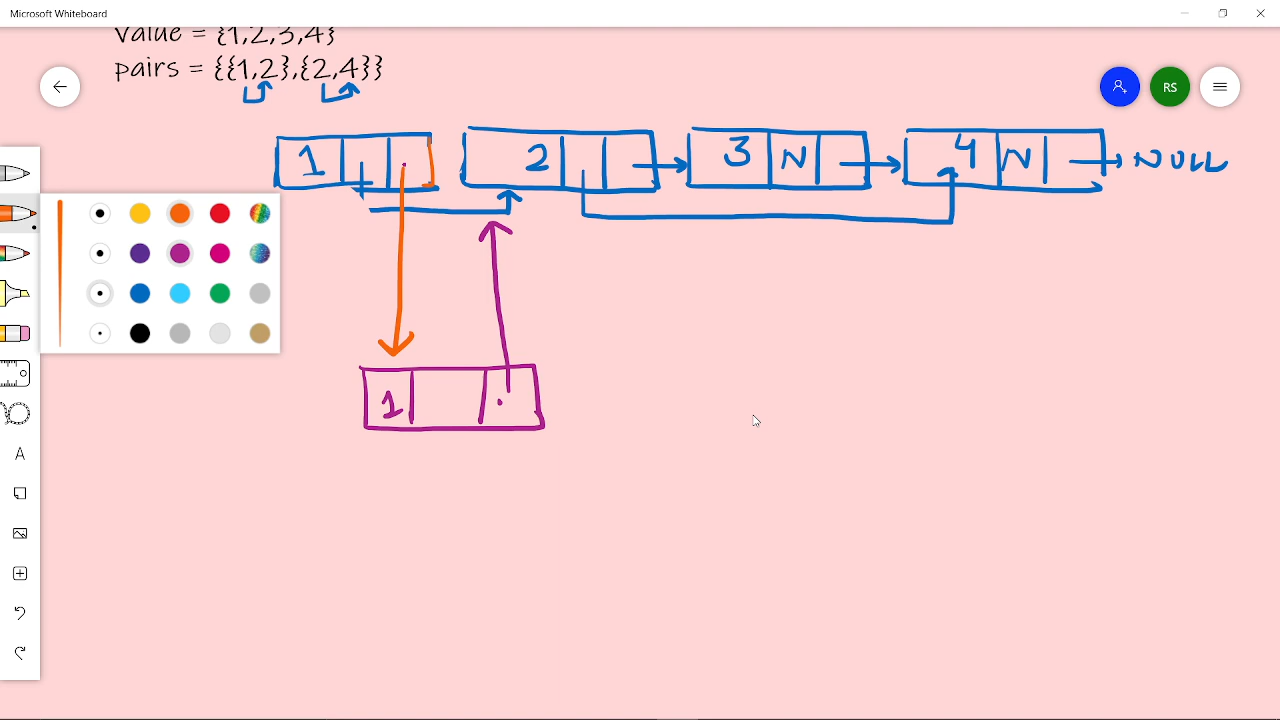 Microsoft Whiteboard
value = {1,2,3,4}
pairs = {{1,2},{2,4}}
RS
1 2 3 N 4 N NULL
1
A